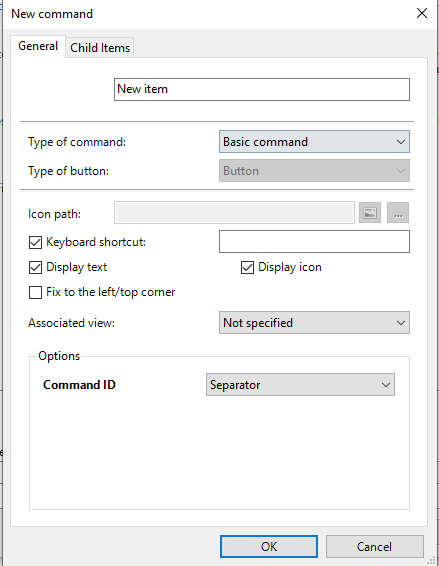 New command
General Child Items
New item
Type of command: Basic command
Type of button: Button
Icon path: ...
Keyboard shortcut:
Display text Display icon
Fix to the left/top corner
Associated view: Not specified
Options
Command ID Separator
OK Cancel